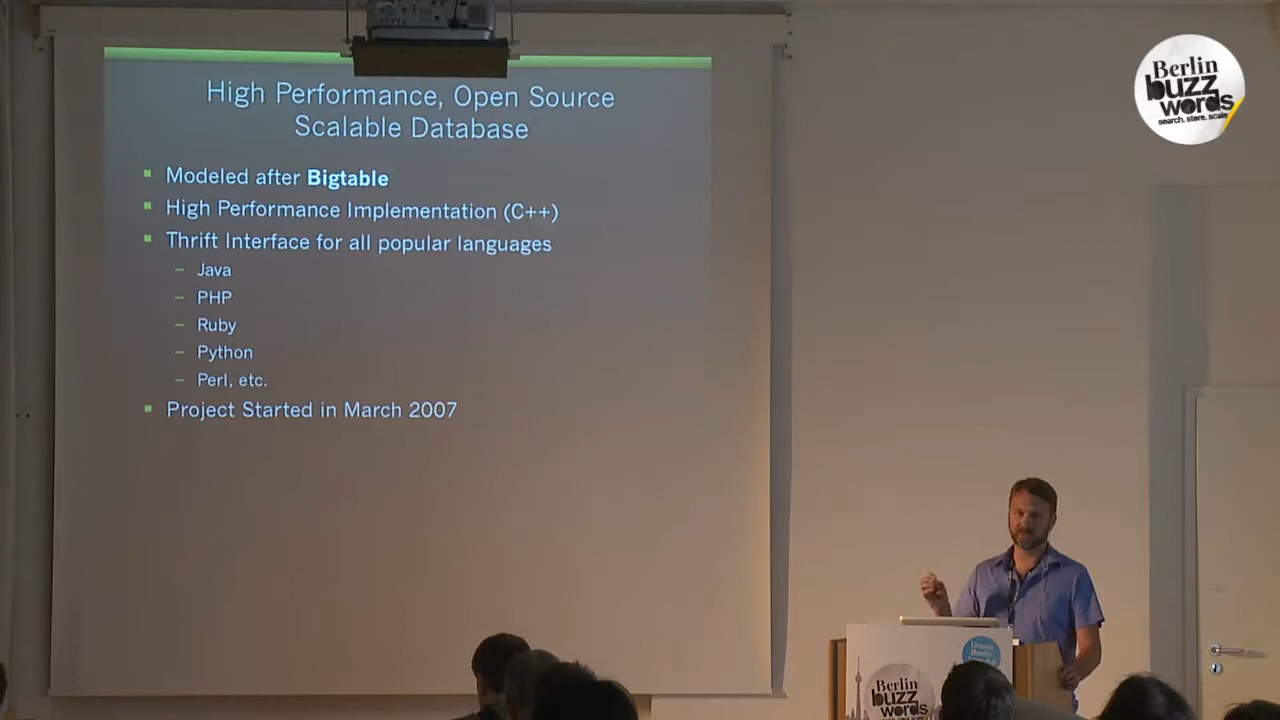 High Performance, Open Source
Scalable Database
Modeled after Bigtable
High Performance Implementation (C++)
Thrift Interface for all popular languages
– Java
– PHP
– Ruby
– Python
– Perl, etc.
Project Started in March 2007
Berlin
buzz
words
search. store. scale
Urania
Berlin
Berlin
buzz
words